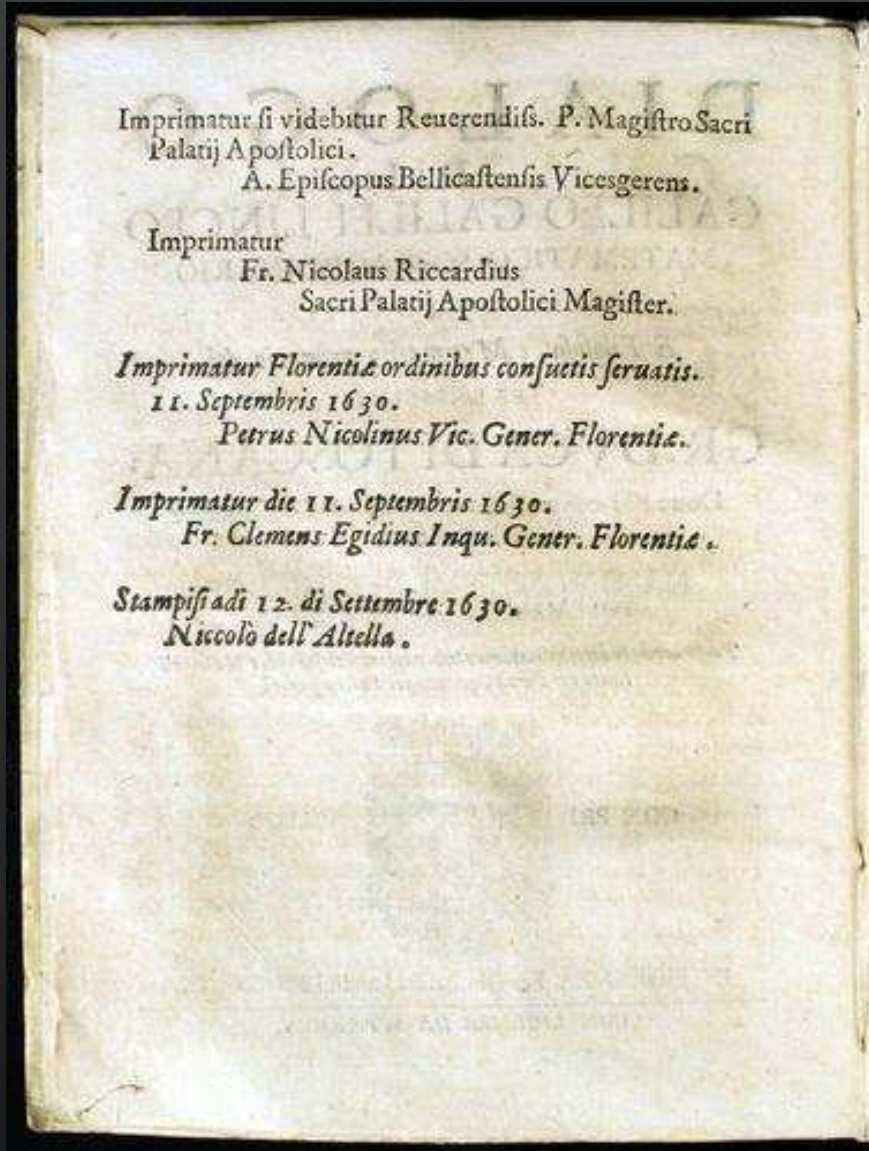 Imprimatur ſi videbitur Reuerendiſs. P. Magiſtro Sacri
Palatij Apoſtolici.
A. Epiſcopus Bellicaſtenſis Vicesgerens.
Imprimatur
Fr. Nicolaus Riccardius
Sacri Palatij Apoſtolici Magiſter.
Imprimatur Florentiæ ordinibus conſuetis ſeruatis.
11. Septembris 1630.
Petrus Nicolinus Vic. Gener. Florentiæ.
Imprimatur die 11. Septembris 1630.
Fr. Clemens Egidius Inqu. Gener. Florentiæ.
Stampiſi adì 12. di Settembre 1630.
Niccolò dell'Altella.